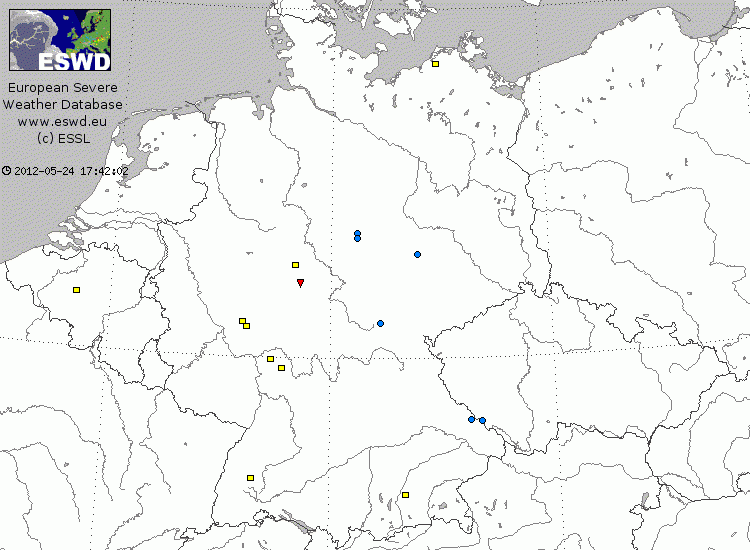 ESWD
European Severe
Weather Database
www.eswd.eu
(c) ESSL
2012-05-24 17:42:02